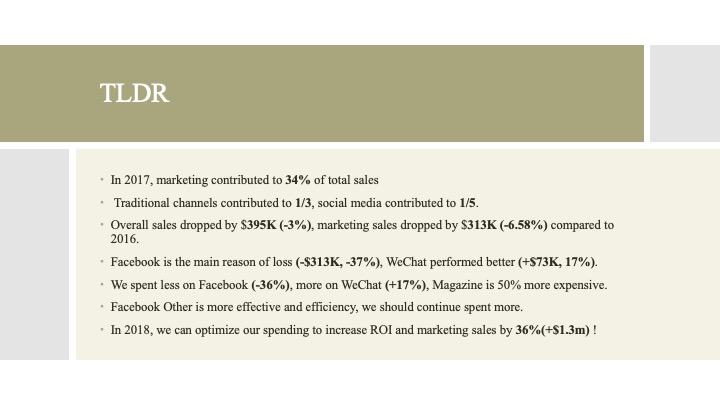 TLDR
• In 2017, marketing contributed to 34% of total sales
• Traditional channels contributed to 1/3, social media contributed to 1/5.
• Overall sales dropped by $395K (-3%), marketing sales dropped by $313K (-6.58%) compared to
2016.
• Facebook is the main reason of loss (-$313K, -37%), WeChat performed better (+$73K, 17%).
• We spent less on Facebook (-36%), more on WeChat (+17%), Magazine is 50% more expensive.
• Facebook Other is more effective and efficiency, we should continue spent more.
• In 2018, we can optimize our spending to increase ROI and marketing sales by 36%(+$1.3m) !